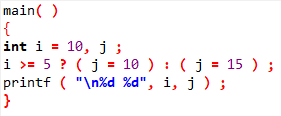 main( )
{
int i = 10, j ;
i >= 5 ? ( j = 10 ) : ( j = 15 ) ;
printf ( "\n%d %d", i, j ) ;
}